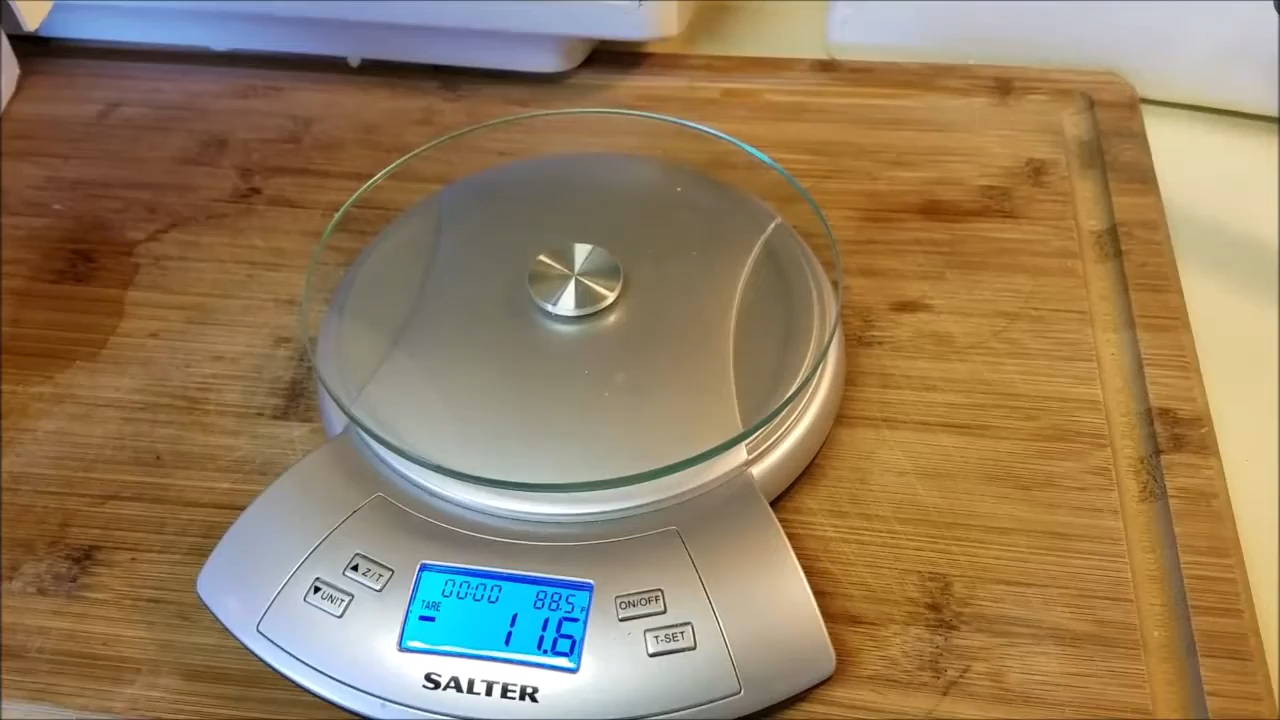 ▲Z/T
▼UNIT
00:00 88.5°F
TARE
- 11.6
ON/OFF
T-SET
SALTER